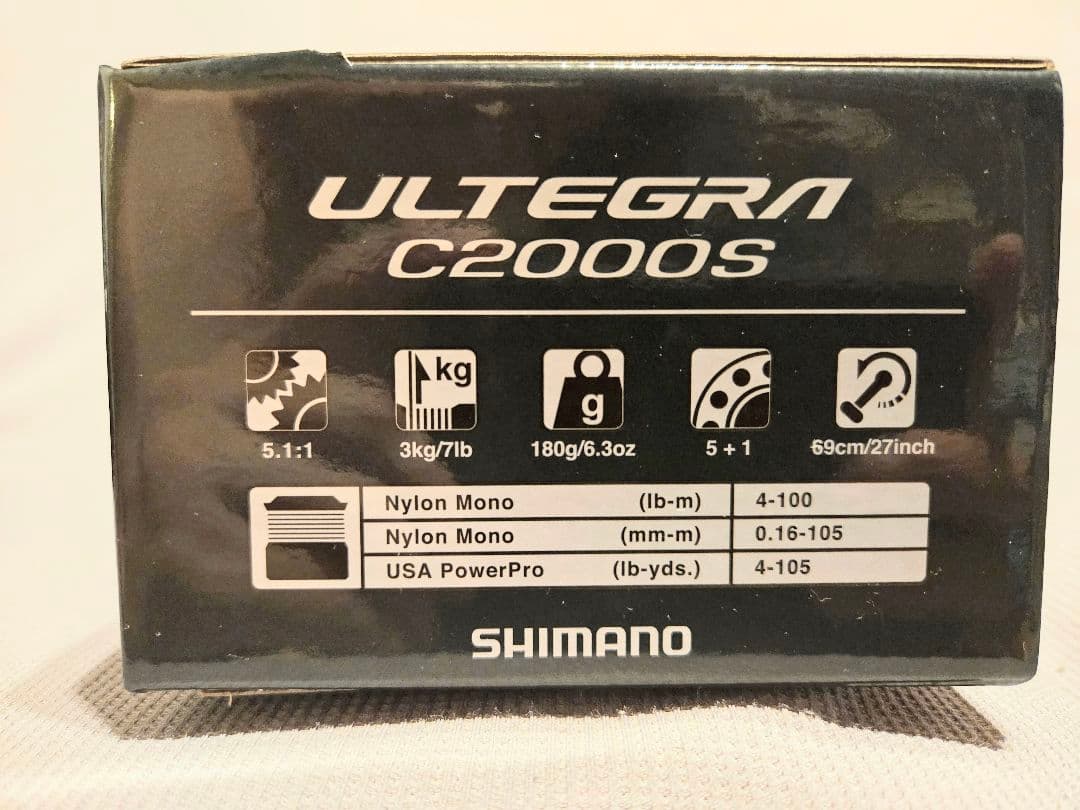 ULTEGRA
C2000S
kg
g
5.1:1 3kg/7lb 180g/6.3oz 5+1 69cm/27inch
Nylon Mono (lb-m) 4-100
Nylon Mono (mm-m) 0.16-105
USA PowerPro (lb-yds.) 4-105
SHIMANO